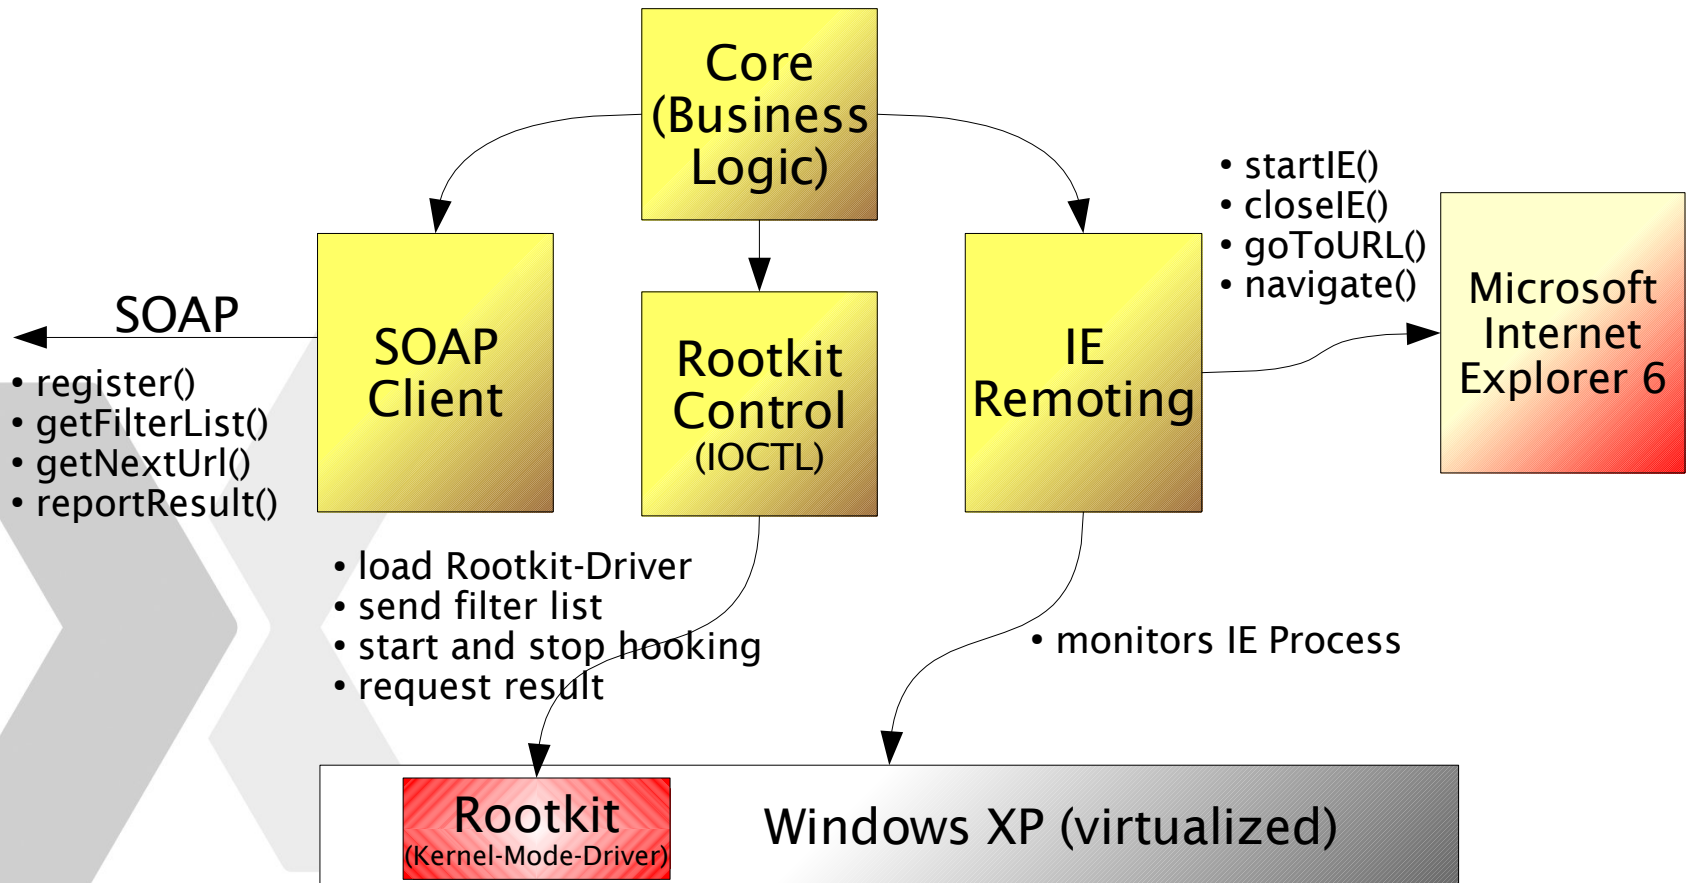 Core
(Business
Logic)
SOAP
• register()
• getFilterList()
• getNextUrl()
• reportResult()
SOAP
Client
Rootkit
Control
(IOCTL)
IE
Remoting
• startIE()
• closeIE()
• goToURL()
• navigate()
Microsoft
Internet
Explorer 6
• load Rootkit-Driver
• send filter list
• start and stop hooking
• request result
• monitors IE Process
Rootkit
(Kernel-Mode-Driver)
Windows XP (virtualized)